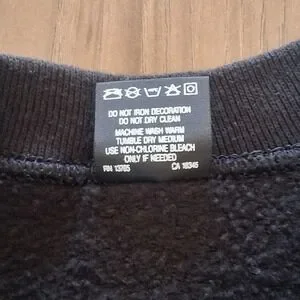 DO NOT IRON DECORATION
DO NOT DRY CLEAN
MACHINE WASH WARM
TUMBLE DRY MEDIUM
USE NON-CHLORINE BLEACH
ONLY IF NEEDED
RN 13765 CA 18345